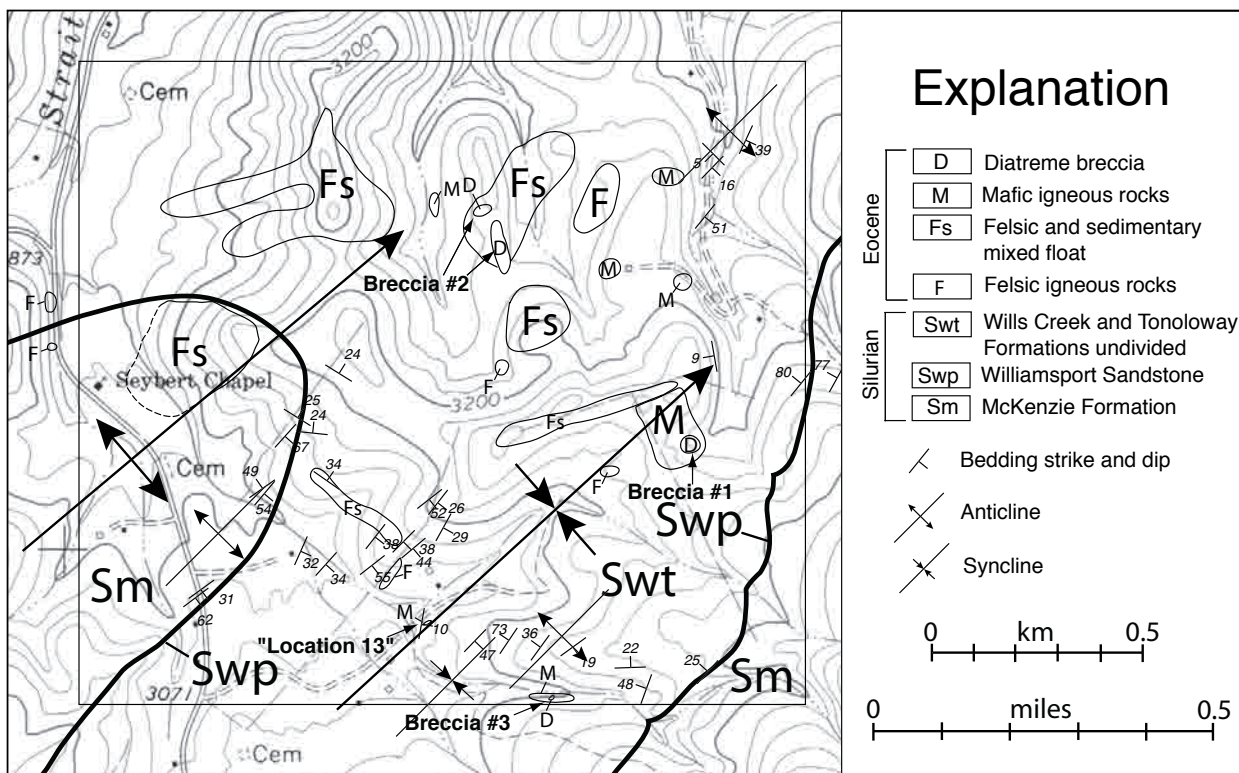 Strait
Cem
3200
Fs
M
D
Fs
F
M
5
39
16
51
873
F
F
Breccia #2
D
M
M
Fs
Fs
Seybert Chapel
24
F
9
80
77
3200
25
24
67
Fs
M
D
Cem
49
54
34
Fs
F
Breccia #1
Swp
52
26
29
38
38
44
55
F
32
34
Sm
31
62
Swt
M
10
"Location 13"
73
36
47
19
22
25
48
Sm
Swp
3071
M
Breccia #3
D
Cem
Explanation
Eocene
D Diatreme breccia
M Mafic igneous rocks
Fs Felsic and sedimentary
mixed float
F Felsic igneous rocks
Silurian
Swt Wills Creek and Tonoloway
Formations undivided
Swp Williamsport Sandstone
Sm McKenzie Formation
Bedding strike and dip
Anticline
Syncline
0 km 0.5
0 miles 0.5